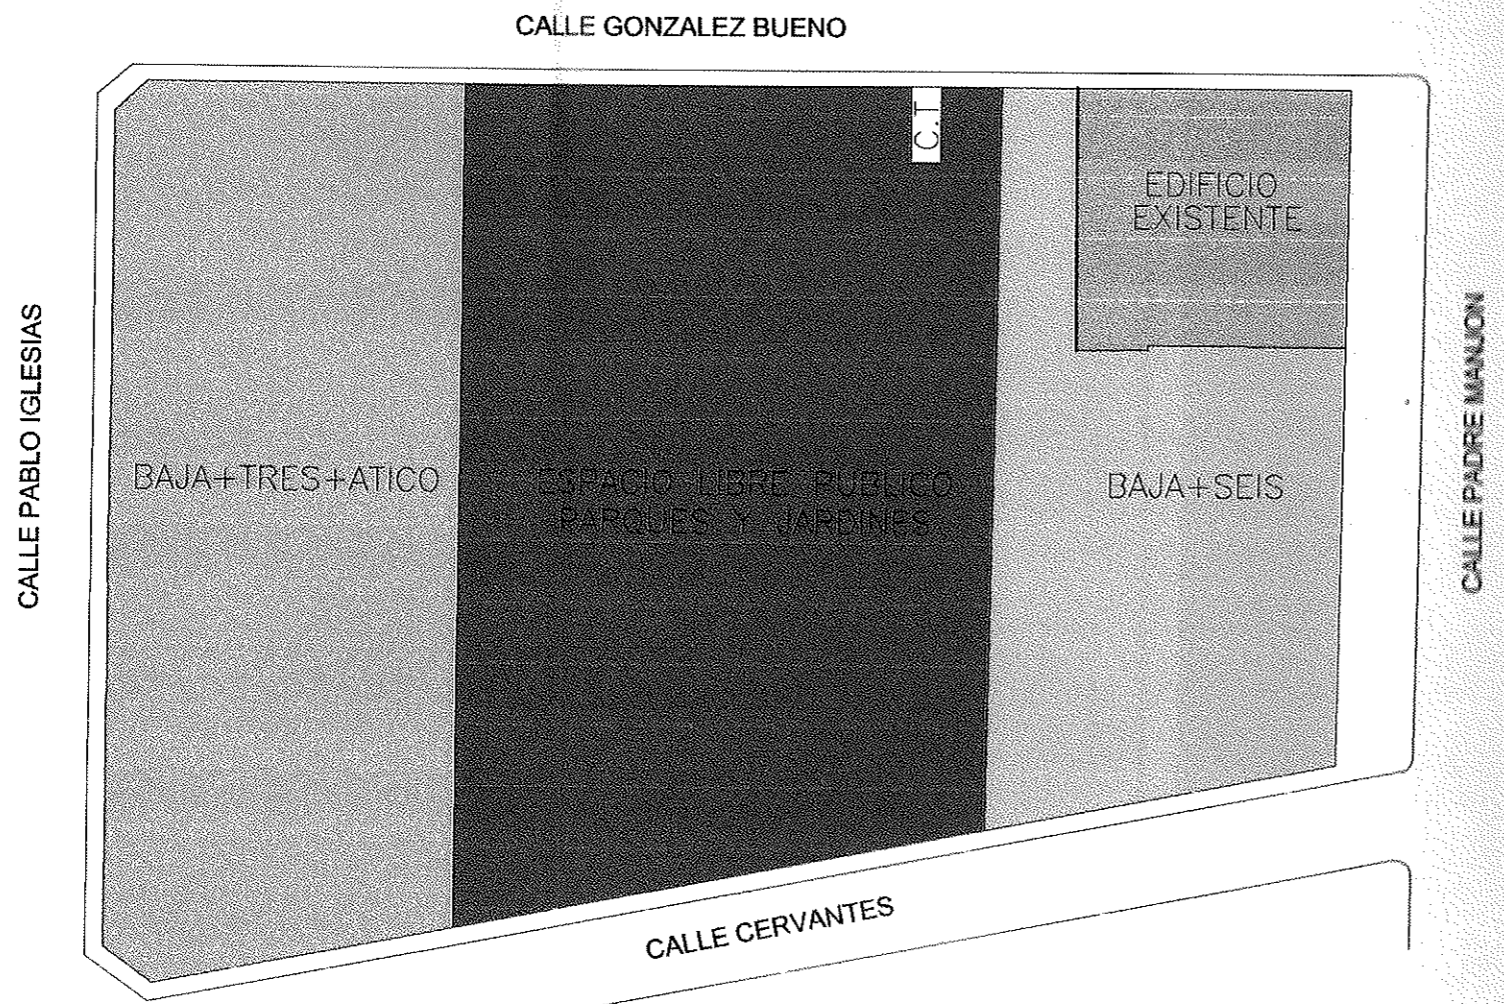 CALLE GONZALEZ BUENO
C.T
EDIFICIO
EXISTENTE
CALLE PABLO IGLESIAS
BAJA+TRES+ATICO
ESPACIO LIBRE PUBLICO
PARQUES Y JARDINES
BAJA+SEIS
CALLE PADRE MANJON
CALLE CERVANTES